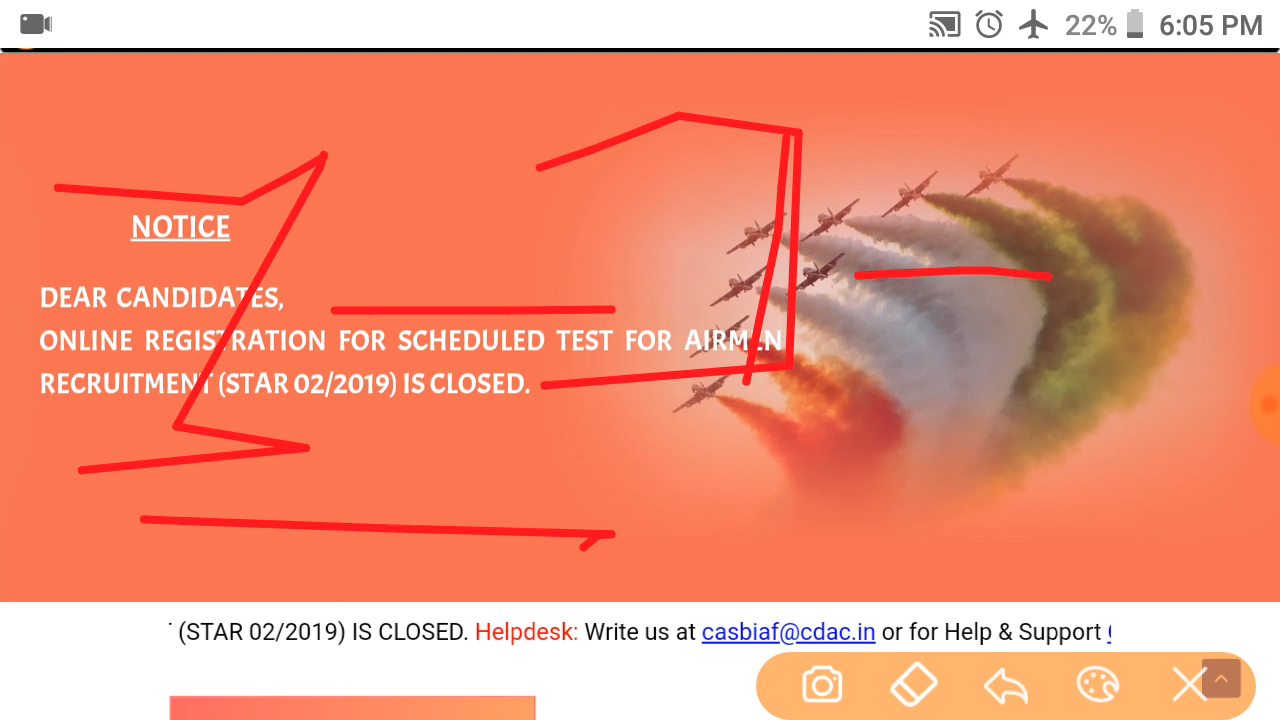 22% 6:05 PM
NOTICE
DEAR CANDIDATES,
ONLINE REGISTRATION FOR SCHEDULED TEST FOR AIRMEN
RECRUITMENT (STAR 02/2019) IS CLOSED.
(STAR 02/2019) IS CLOSED. Helpdesk: Write us at casbiaf@cdac.in or for Help & Support